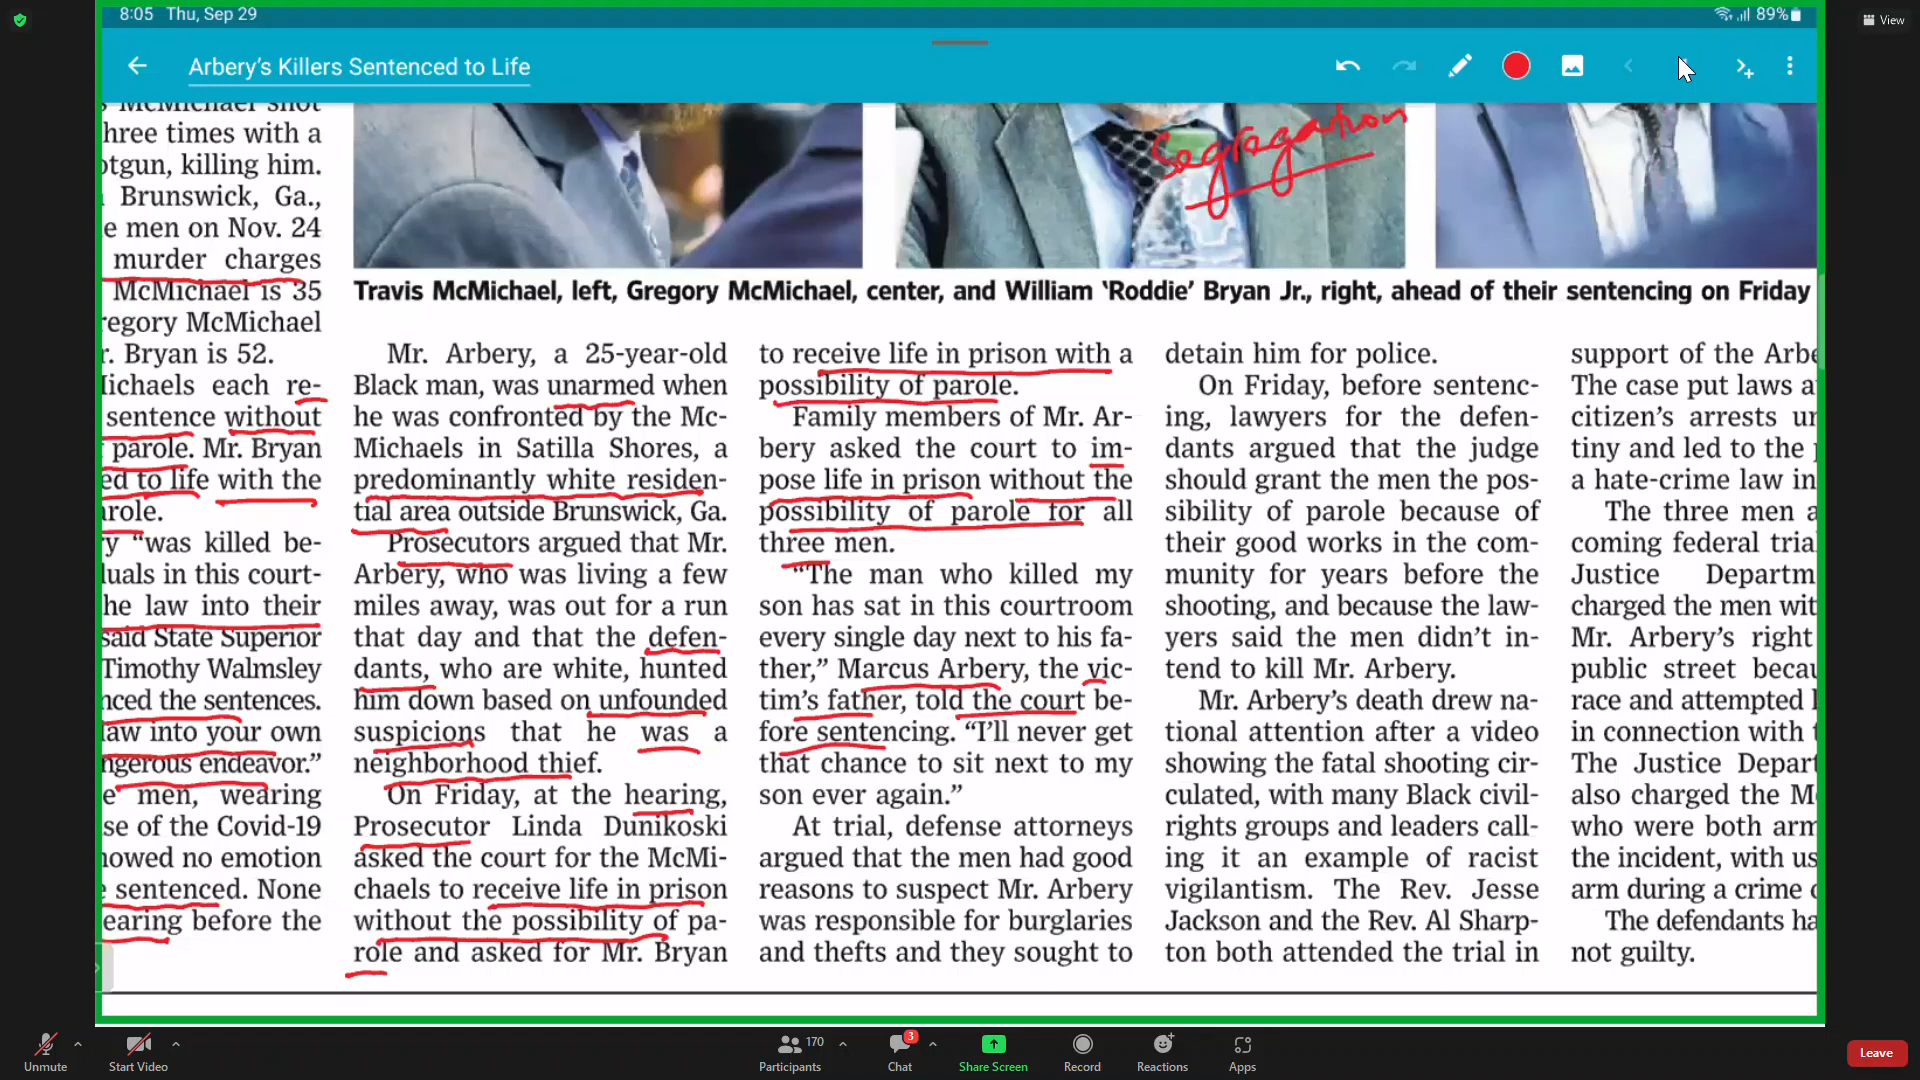 8:05 Thu, Sep 29
89%
View
Arbery's Killers Sentenced to Life
Segregation
McMichael shot
hree times with a
otgun, killing him.
Brunswick, Ga.,
e men on Nov. 24
murder charges
McMichael is 35
regory McMichael
r. Bryan is 52.
ichaels each re-
sentence without
parole. Mr. Bryan
ed to life with the
arole.
y "was killed be-
luals in this court-
he law into their
said State Superior
Timothy Walmsley
nced the sentences.
law into your own
ngerous endeavor."
e men, wearing
se of the Covid-19
howed no emotion
e sentenced. None
earing before the
Travis McMichael, left, Gregory McMichael, center, and William 'Roddie' Bryan Jr., right, ahead of their sentencing on Friday
Mr. Arbery, a 25-year-old
Black man, was unarmed when
he was confronted by the Mc-
Michaels in Satilla Shores, a
predominantly white residen-
tial area outside Brunswick, Ga.
Prosecutors argued that Mr.
Arbery, who was living a few
miles away, was out for a run
that day and that the defen-
dants, who are white, hunted
him down based on unfounded
suspicions that he was a
neighborhood thief.
On Friday, at the hearing,
Prosecutor Linda Dunikoski
asked the court for the McMi-
chaels to receive life in prison
without the possibility of pa-
role and asked for Mr. Bryan
to receive life in prison with a
possibility of parole.
Family members of Mr. Ar-
bery asked the court to im-
pose life in prison without the
possibility of parole for all
three men.
"The man who killed my
son has sat in this courtroom
every single day next to his fa-
ther," Marcus Arbery, the vic-
tim's father, told the court be-
fore sentencing. "I'll never get
that chance to sit next to my
son ever again."
At trial, defense attorneys
argued that the men had good
reasons to suspect Mr. Arbery
was responsible for burglaries
and thefts and they sought to
detain him for police.
On Friday, before sentenc-
ing, lawyers for the defen-
dants argued that the judge
should grant the men the pos-
sibility of parole because of
their good works in the com-
munity for years before the
shooting, and because the law-
yers said the men didn't in-
tend to kill Mr. Arbery.
Mr. Arbery's death drew na-
tional attention after a video
showing the fatal shooting cir-
culated, with many Black civil-
rights groups and leaders call-
ing it an example of racist
vigilantism. The Rev. Jesse
Jackson and the Rev. Al Sharp-
ton both attended the trial in
support of the Arbe
The case put laws a
citizen's arrests un
tiny and led to the
a hate-crime law in
The three men a
coming federal tria
Justice Departm
charged the men wit
Mr. Arbery's right
public street becau
race and attempted
in connection with
The Justice Depart
also charged the M
who were both arm
the incident, with us
arm during a crime
The defendants ha
not guilty.
Unmute
Start Video
170
Participants
3
Chat
Share Screen
Record
Reactions
Apps
Leave